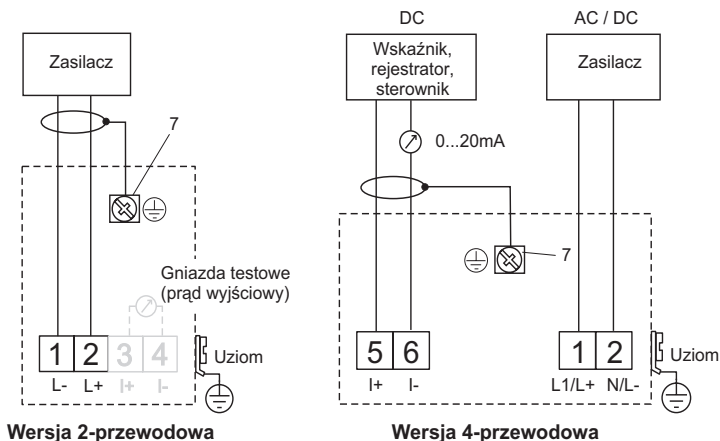 Zasilacz
7
Gniazda testowe
(prąd wyjściowy)
1 2 3 4
L- L+ I+ I-
Uziom
Wersja 2-przewodowa
DC
AC / DC
Wskaźnik,
rejestrator,
sterownik
Zasilacz
0...20mA
7
5 6
I+ I-
1 2
L1/L+ N/L-
Uziom
Wersja 4-przewodowa